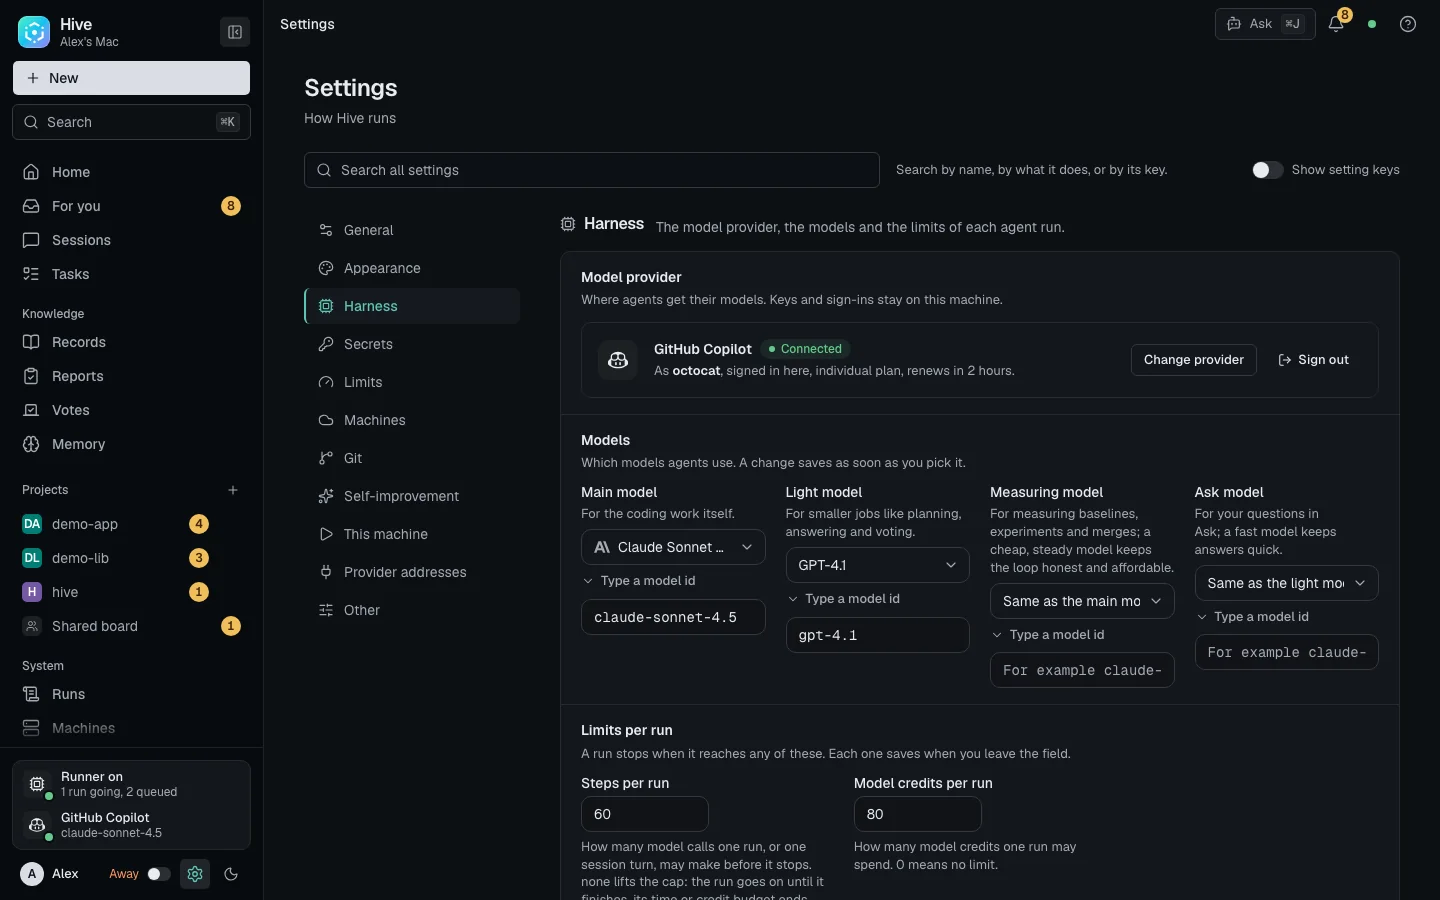 Hive
Alex's Mac
New
Search ⌘K
Home
For you 8
Sessions
Tasks
Knowledge
Records
Reports
Votes
Memory
Projects
DA demo-app 4
DL demo-lib 3
H hive 1
Shared board 1
System
Runs
Machines
Runner on
1 run going, 2 queued
GitHub Copilot
claude-sonnet-4.5
A Alex Away
Settings
Ask ⌘J
8
Settings
How Hive runs
Search all settings
Search by name, by what it does, or by its key.
Show setting keys
General
Appearance
Harness
Secrets
Limits
Machines
Git
Self-improvement
This machine
Provider addresses
Other
Harness The model provider, the models and the limits of each agent run.
Model provider
Where agents get their models. Keys and sign-ins stay on this machine.
GitHub Copilot Connected
As octocat, signed in here, individual plan, renews in 2 hours.
Change provider
Sign out
Models
Which models agents use. A change saves as soon as you pick it.
Main model
For the coding work itself.
Claude Sonnet ...
Type a model id
claude-sonnet-4.5
Light model
For smaller jobs like planning,
answering and voting.
GPT-4.1
Type a model id
gpt-4.1
Measuring model
For measuring baselines,
experiments and merges; a
cheap, steady model keeps
the loop honest and affordable.
Same as the main mo
Type a model id
For example claude-
Ask model
For your questions in
Ask; a fast model keeps
answers quick.
Same as the light mo
Type a model id
For example claude-
Limits per run
A run stops when it reaches any of these. Each one saves when you leave the field.
Steps per run
60
How many model calls one run, or one
session turn, may make before it stops.
none lifts the cap: the run goes on until it
finishes, its time or credit budget ends
Model credits per run
80
How many model credits one run may
spend. 0 means no limit.